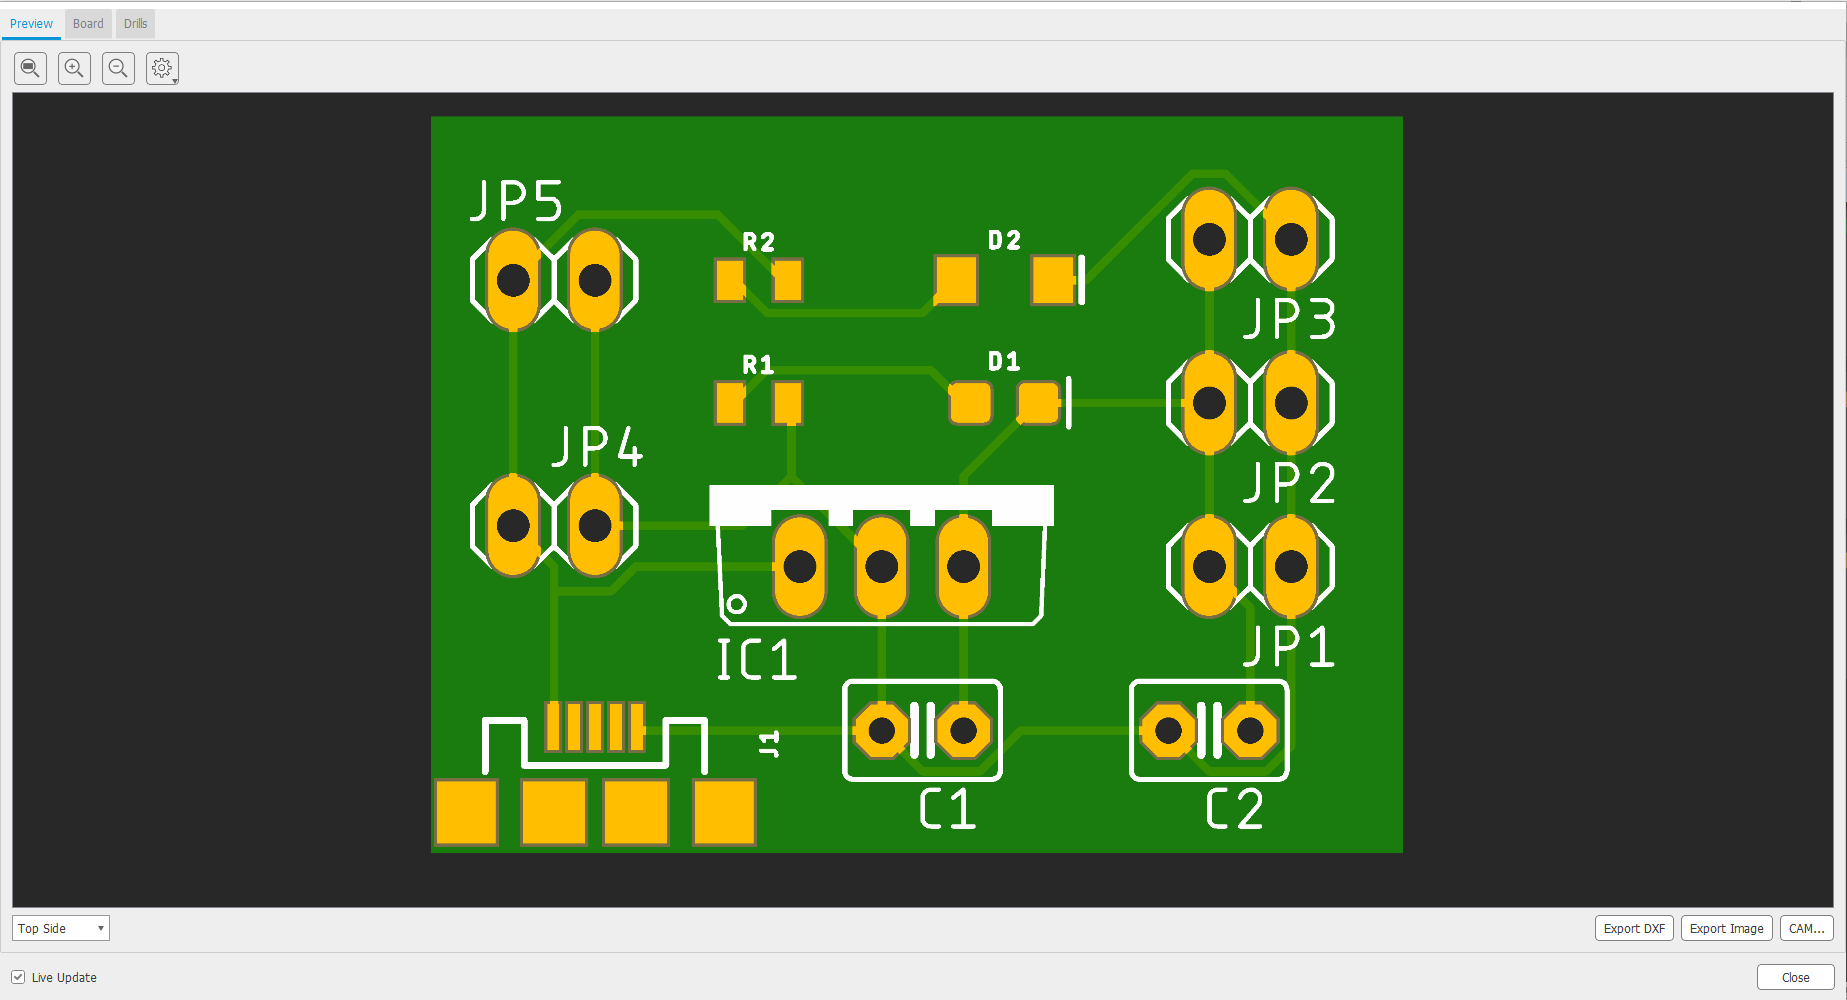 Preview Board Drills
JP5
R2
D2
JP3
R1
D1
JP4
JP2
IC1
JP1
J1
C1
C2
Top Side
Export DXF Export Image CAM...
Live Update
Close